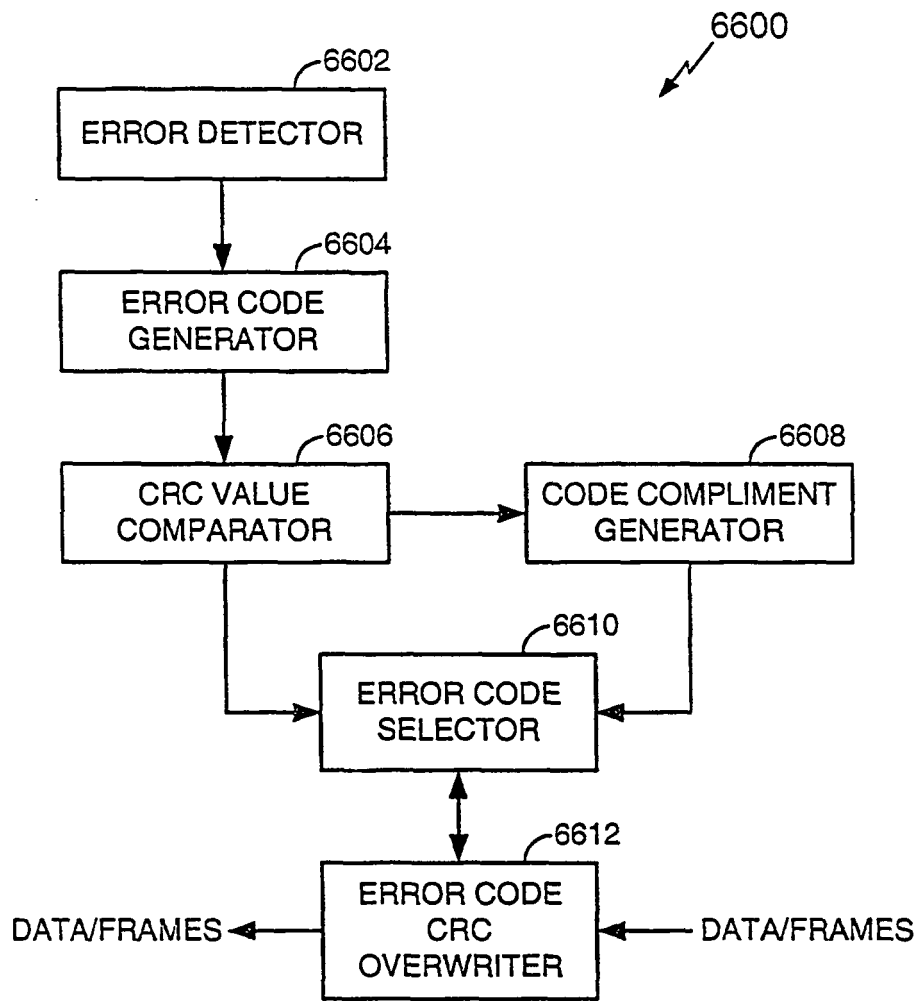 6600
6602
ERROR DETECTOR
6604
ERROR CODE
GENERATOR
6606
CRC VALUE
COMPARATOR
6608
CODE COMPLIMENT
GENERATOR
6610
ERROR CODE
SELECTOR
6612
ERROR CODE
CRC
OVERWRITER
DATA/FRAMES
DATA/FRAMES